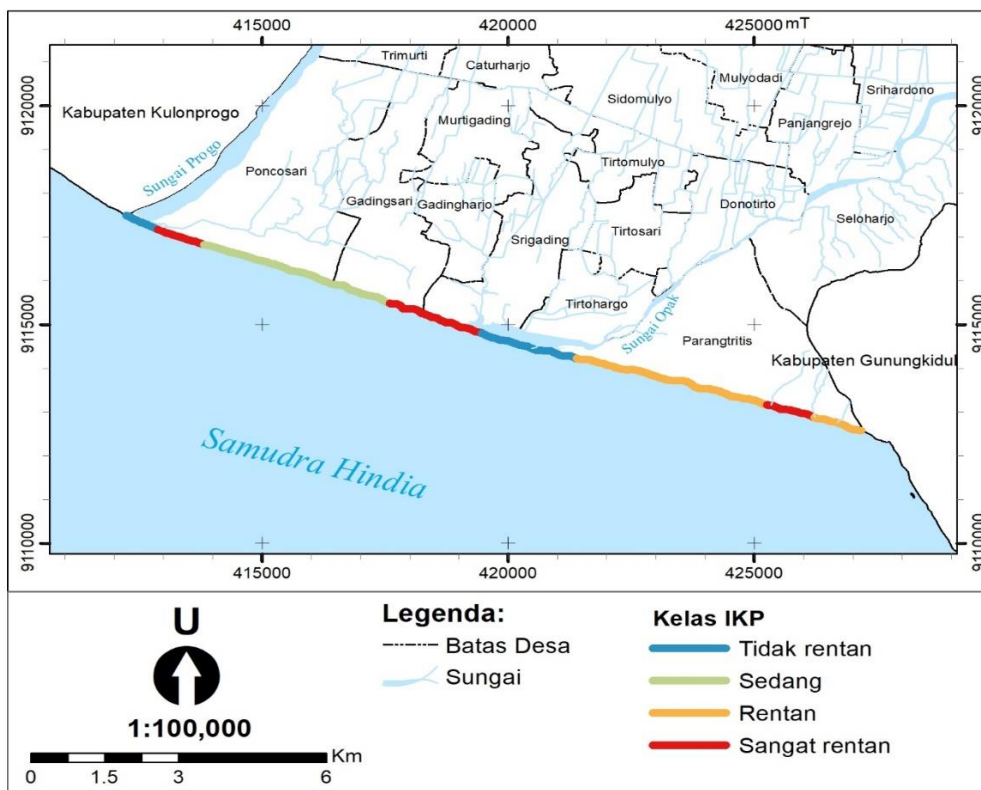 415000
420000
425000 mT
9120000
9120000
Trimurti
Caturharjo
Mulyodadi
Srihardono
Kabupaten Kulonprogo
Sidomulyo
Murtigading
Panjangrejo
Sungai Progo
Poncosari
Tirtomulyo
Gadingsari
Gadingharjo
Donotirto
Seloharjo
Srigading
Tirtosari
Tirtohargo
Sungai Opak
9115000
9115000
Parangtritis
Kabupaten Gunungkidul
Samudra Hindia
9110000
9110000
415000
420000
425000
U
1:100,000
Km
0 1.5 3 6
Legenda:
Batas Desa
Sungai
Kelas IKP
Tidak rentan
Sedang
Rentan
Sangat rentan